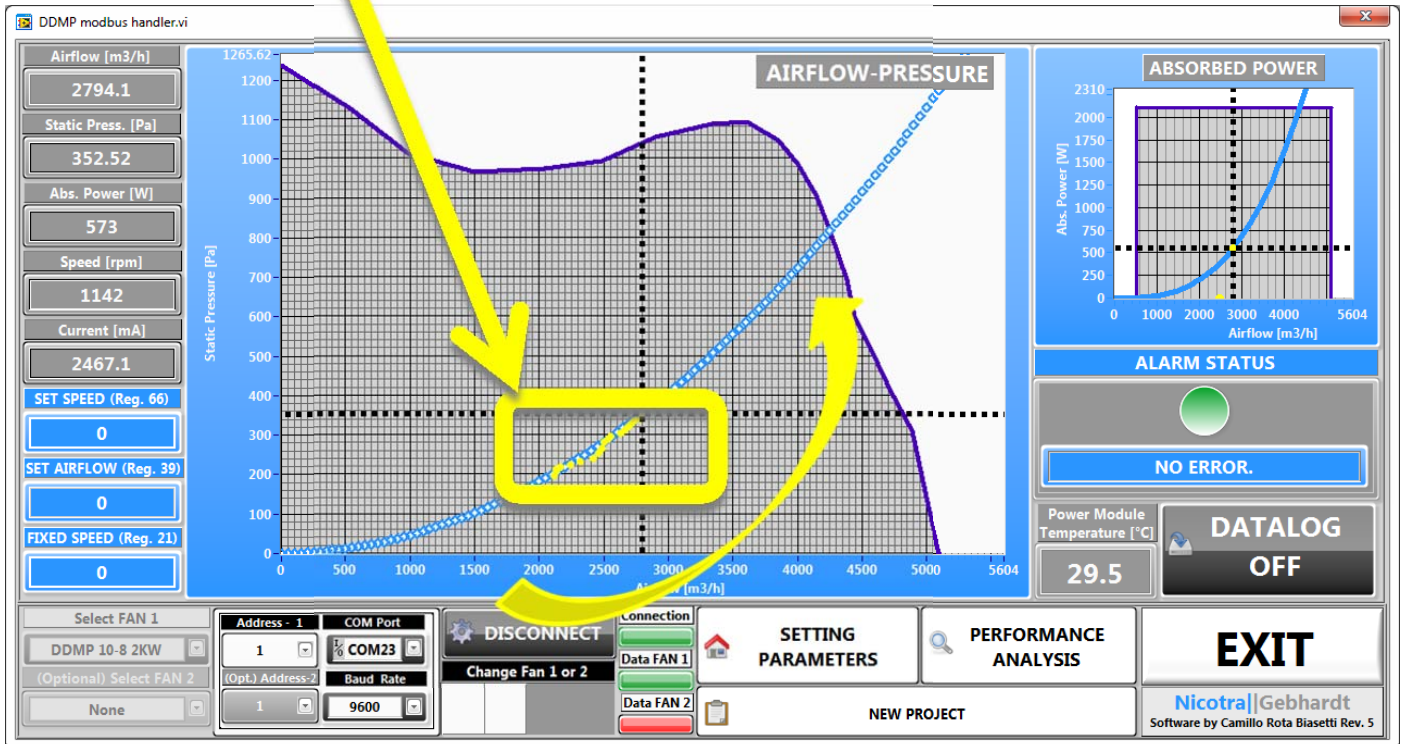 DDMP modbus handler.vi
Airflow [m3/h]
2794.1
Static Press. [Pa]
352.52
Abs. Power [W]
573
Speed [rpm]
1142
Current [mA]
2467.1
SET SPEED (Reg. 66)
0
SET AIRFLOW (Reg. 39)
0
FIXED SPEED (Reg. 21)
0
AIRFLOW-PRESSURE
Static Pressure [Pa]
1265.62
1200
1100
1000
900
800
700
600
500
400
300
200
100
0
0 500 1000 1500 2000 2500 3000 3500 4000 4500 5000 5604
[m3/h]
ABSORBED POWER
Abs. Power [W]
2310
2000
1750
1500
1250
1000
750
500
250
0
0 1000 2000 3000 4000 5604
Airflow [m3/h]
ALARM STATUS
NO ERROR.
Power Module
Temperature [°C]
29.5
DATALOG
OFF
Select FAN 1
DDMP 10-8 2KW
(Optional) Select FAN 2
None
Address - 1
1
(Opt.) Address-2
1
COM Port
I/O COM23
Baud Rate
9600
DISCONNECT
Change Fan 1 or 2
Connection
Data FAN 1
Data FAN 2
SETTING
PARAMETERS
PERFORMANCE
ANALYSIS
NEW PROJECT
EXIT
Nicotra||Gebhardt
Software by Camillo Rota Biasetti Rev. 5